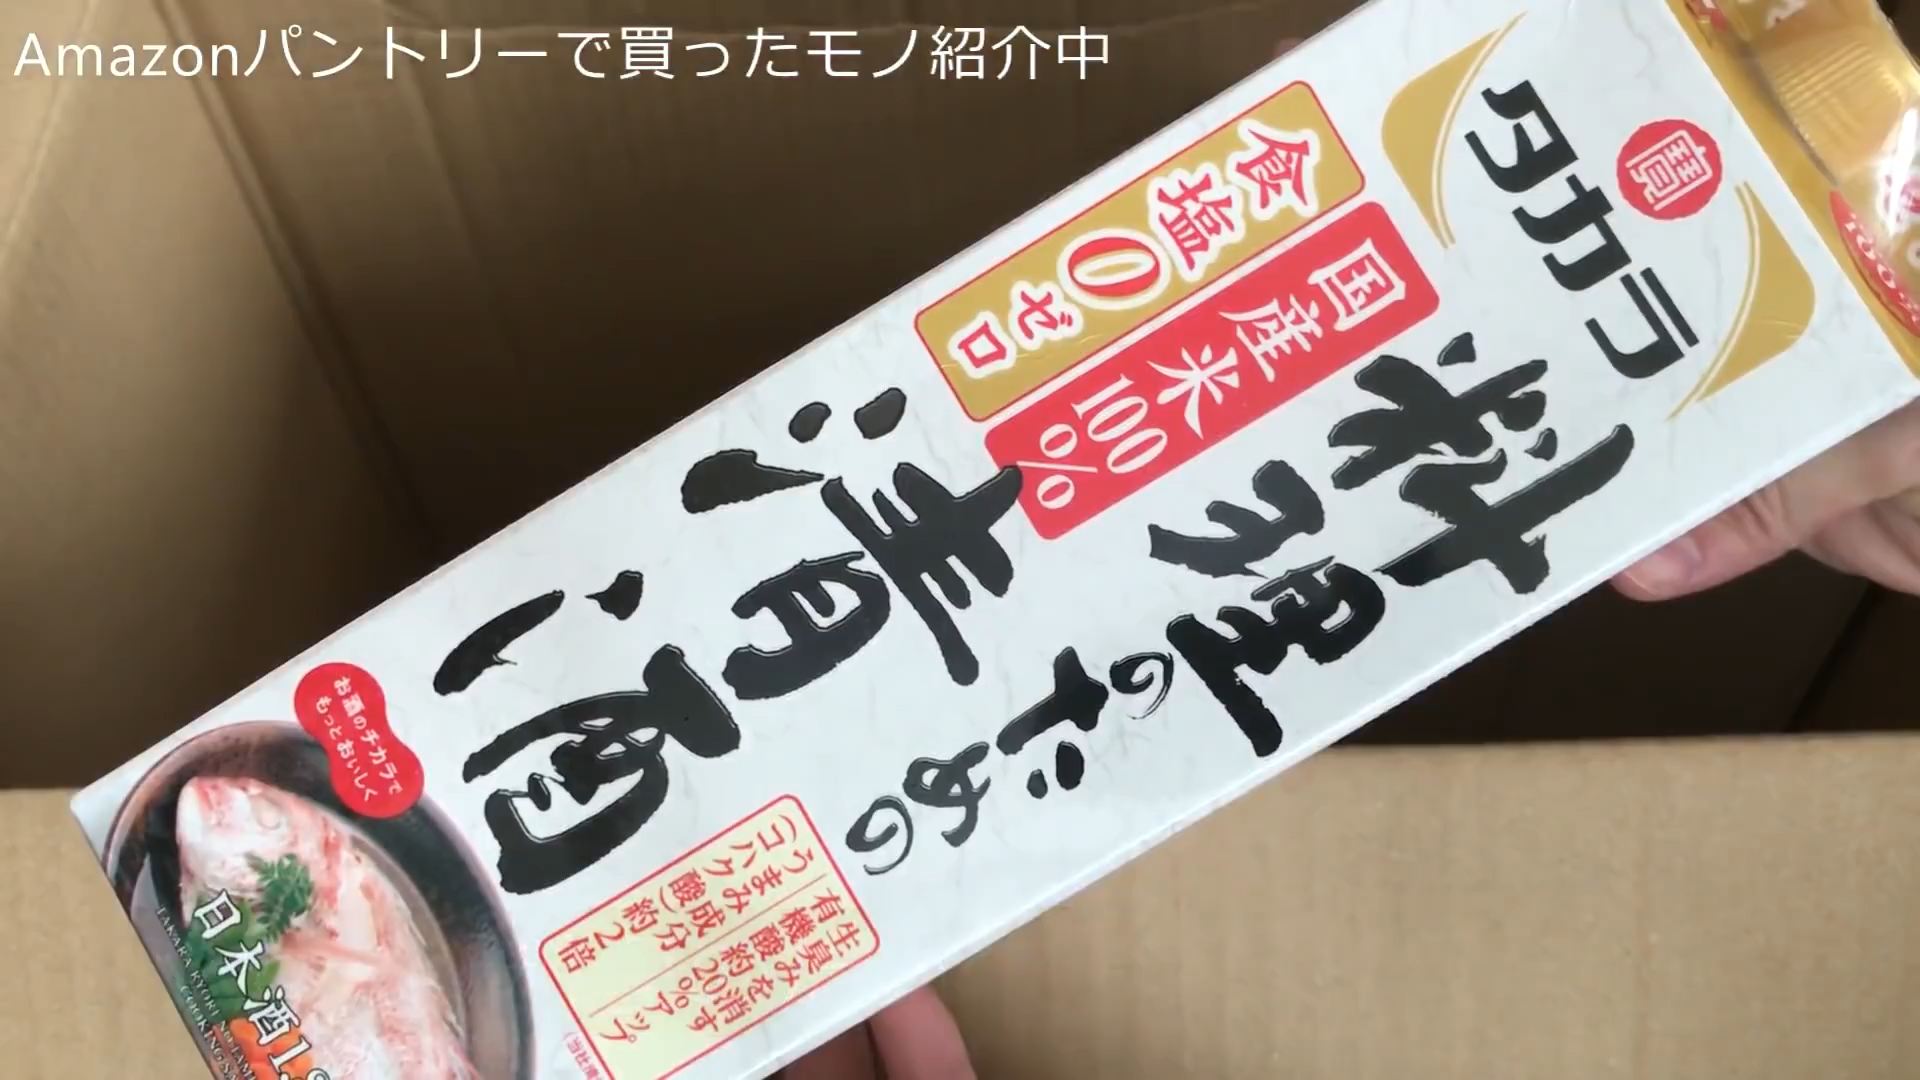 Amazonパントリーで買ったモノ紹介中
寶
タカラ
国産米100%
食塩0ゼロ
料理のための
清酒
生臭みを消す
有機酸約20%アップ
うまみ成分
(コハク酸)約2倍
お酒のチカラで
もっとおいしく
日本酒1.8